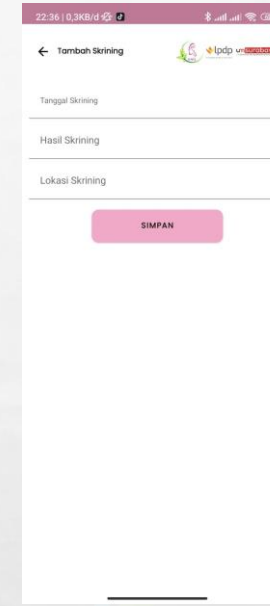 22:36 | 0,3KB/d
Tambah Skrining
lpdp
Tanggal Skrining
Hasil Skrining
Lokasi Skrining
SIMPAN